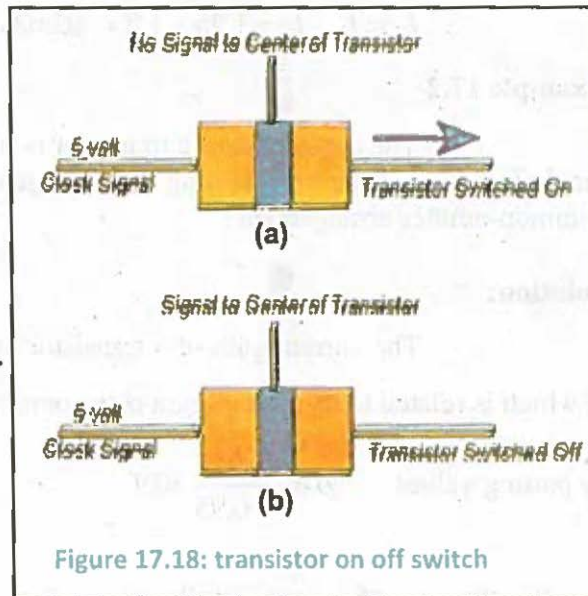 No Signal to Center of Transistor
5 volt
Clock Signal
Transistor Switched On
(a)
Signal to Center of Transistor
5 volt
Clock Signal
Transistor Switched Off
(b)
Figure 17.18: transistor on off switch